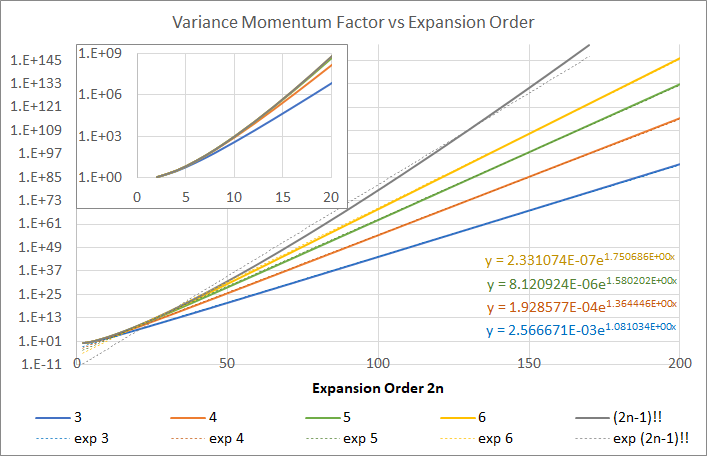 Variance Momentum Factor vs Expansion Order
1.E+145
1.E+133
1.E+121
1.E+109
1.E+97
1.E+85
1.E+73
1.E+61
1.E+49
1.E+37
1.E+25
1.E+13
1.E+01
1.E-11
1.E+09
1.E+06
1.E+03
1.E+00
0 5 10 15 20
y = 2.331074E-07e^1.750686E+00x
y = 8.120924E-06e^1.580202E+00x
y = 1.928577E-04e^1.364446E+00x
y = 2.566671E-03e^1.081034E+00x
0 50 100 150 200
Expansion Order 2n
3 4 5 6 (2n-1)!!
exp 3 exp 4 exp 5 exp 6 exp (2n-1)!!